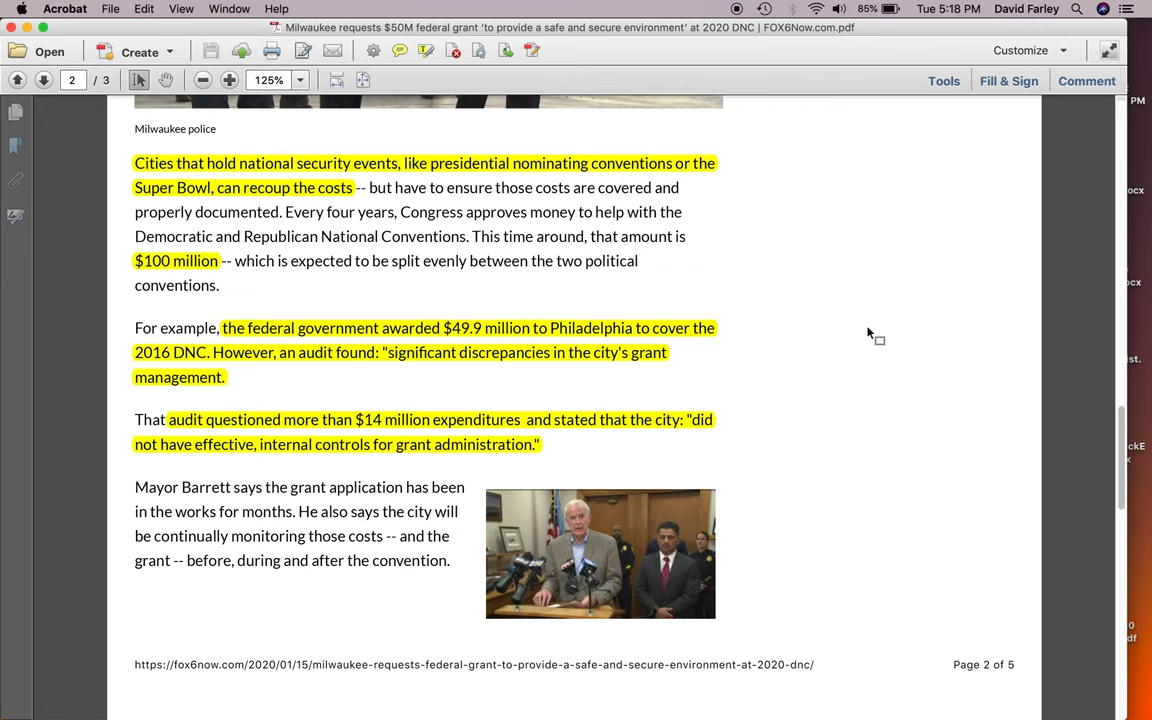 Acrobat File Edit View Window Help 85% Tue 5:18 PM David Farley
Milwaukee requests $50M federal grant 'to provide a safe and secure environment' at 2020 DNC | FOX6Now.com.pdf
Open Create Customize
2 / 3 125% Tools Fill & Sign Comment
PM
Milwaukee police
Cities that hold national security events, like presidential nominating conventions or the
Super Bowl, can recoup the costs -- but have to ensure those costs are covered and
properly documented. Every four years, Congress approves money to help with the
Democratic and Republican National Conventions. This time around, that amount is
$100 million -- which is expected to be split evenly between the two political
conventions.
For example, the federal government awarded $49.9 million to Philadelphia to cover the
2016 DNC. However, an audit found: "significant discrepancies in the city's grant
management.
That audit questioned more than $14 million expenditures and stated that the city: "did
not have effective, internal controls for grant administration."
Mayor Barrett says the grant application has been
in the works for months. He also says the city will
be continually monitoring those costs -- and the
grant -- before, during and after the convention.
https://fox6now.com/2020/01/15/milwaukee-requests-federal-grant-to-provide-a-safe-and-secure-environment-at-2020-dnc/ Page 2 of 5